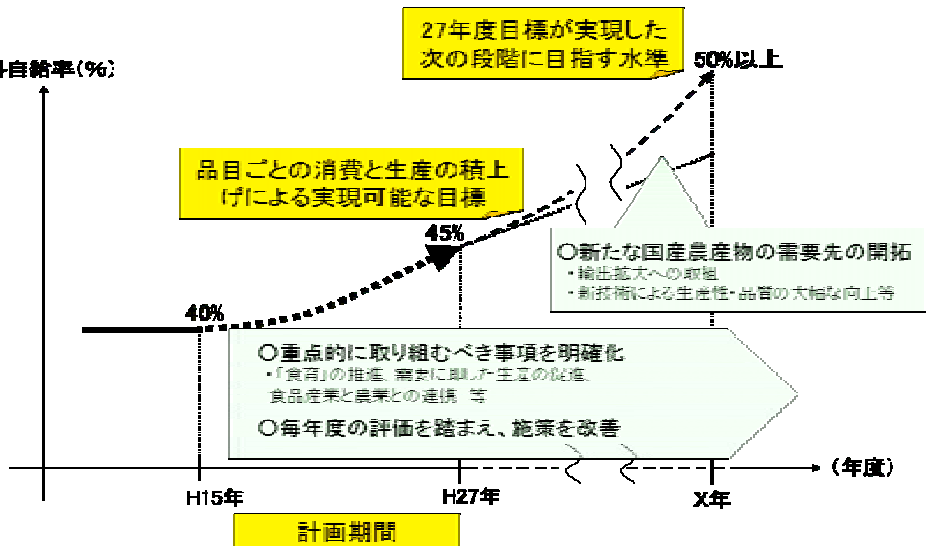 27年度目標が実現した
次の段階に目指す水準
自給率(%)
50%以上
品目ごとの消費と生産の積上
げによる実現可能な目標
45%
〇新たな国産農産物の需要先の開拓
・輸出拡大への取組
・新技術による生産性・品質の大幅な向上等
40%
〇重点的に取り組むべき事項を明確化
・「食育」の推進、需要に即した生産の促進、
食品産業と農業との連携 等
〇毎年度の評価を踏まえ、施策を改善
(年度)
H15年
H27年
X年
計画期間